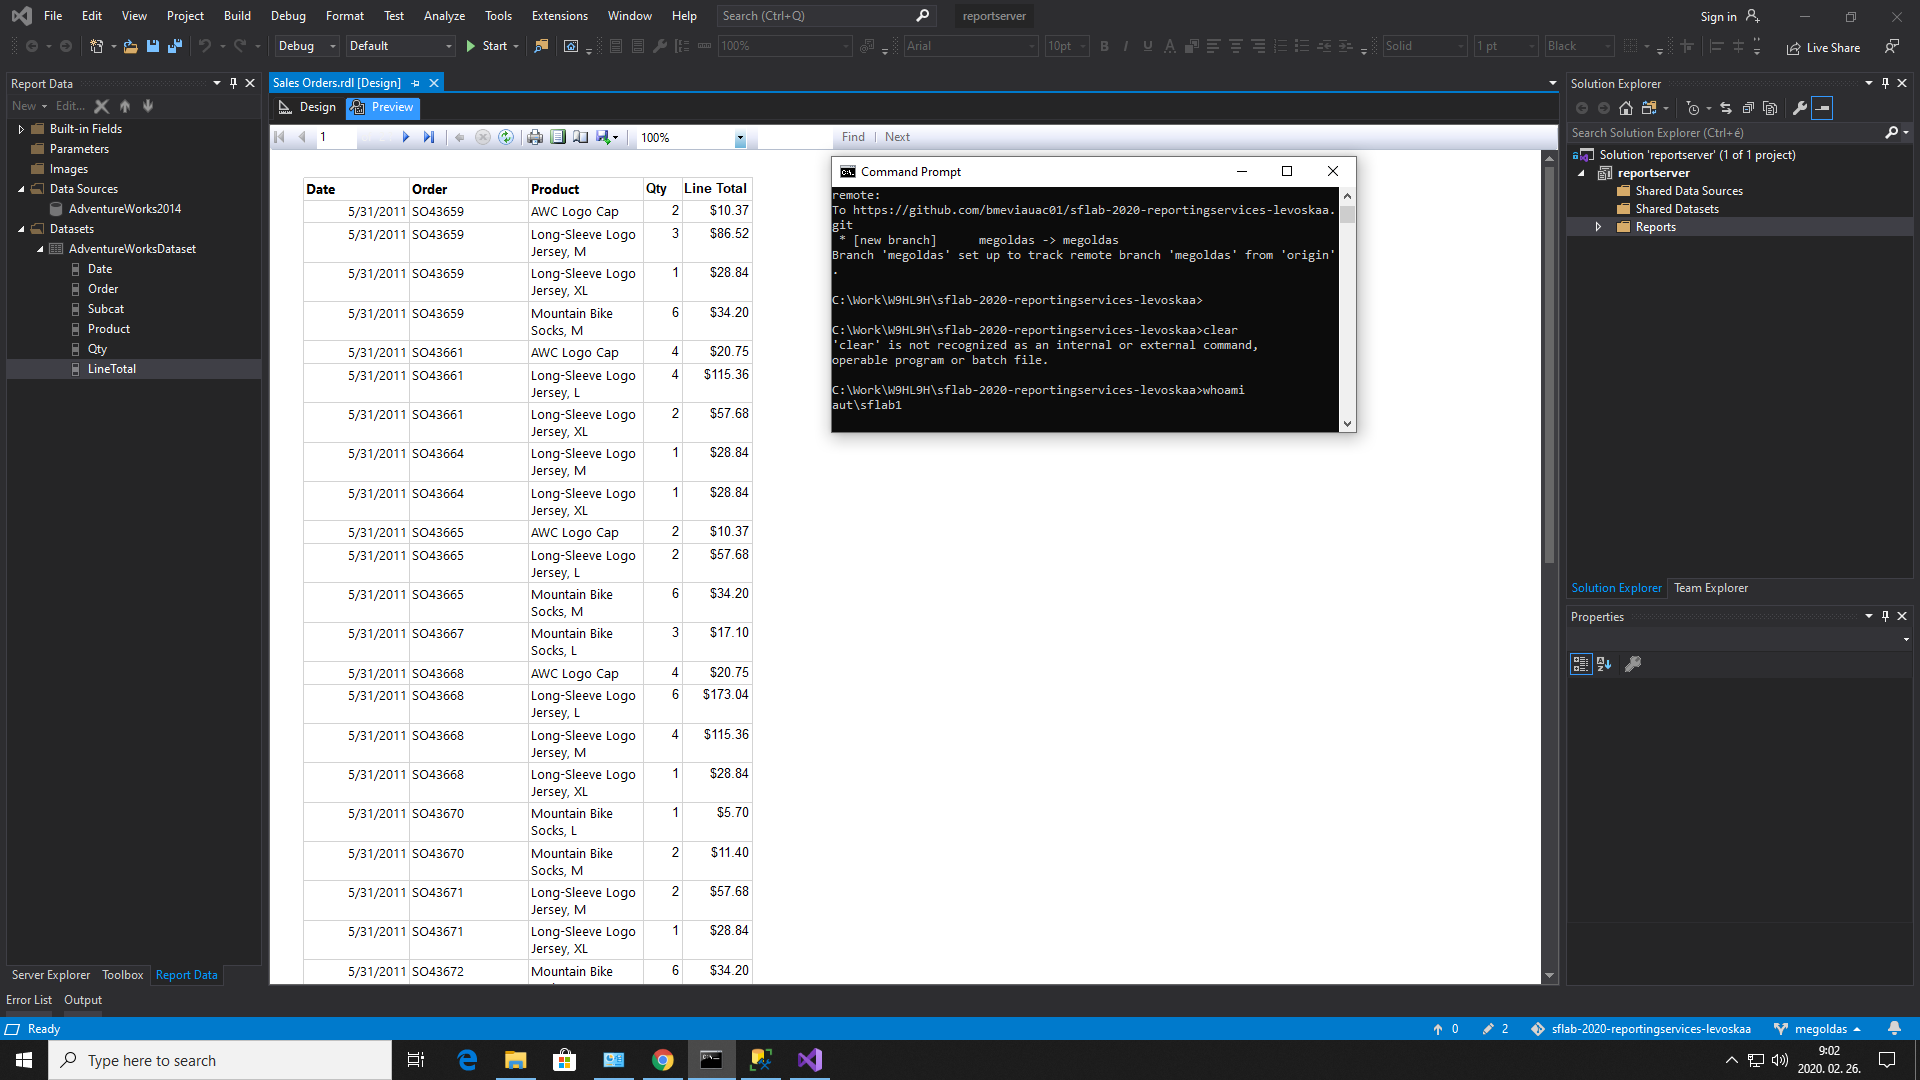 File Edit View Project Build Debug Format Test Analyze Tools Extensions Window Help Search (Ctrl+Q) reportserver Sign in
Debug Default Start 100% Arial 10pt B I U A Solid 1 pt Black Live Share
Report Data
New Edit...
Built-in Fields
Parameters
Images
Data Sources
AdventureWorks2014
Datasets
AdventureWorksDataset
Date
Order
Subcat
Product
Qty
LineTotal
Server Explorer Toolbox Report Data
Error List Output
Sales Orders.rdl [Design]
Design Preview
1 100% Find | Next
Date Order Product Qty Line Total
5/31/2011 SO43659 AWC Logo Cap 2 $10.37
5/31/2011 SO43659 Long-Sleeve Logo 3 $86.52
Jersey, M
5/31/2011 SO43659 Long-Sleeve Logo 1 $28.84
Jersey, XL
5/31/2011 SO43659 Mountain Bike 6 $34.20
Socks, M
5/31/2011 SO43661 AWC Logo Cap 4 $20.75
5/31/2011 SO43661 Long-Sleeve Logo 4 $115.36
Jersey, L
5/31/2011 SO43661 Long-Sleeve Logo 2 $57.68
Jersey, XL
5/31/2011 SO43664 Long-Sleeve Logo 1 $28.84
Jersey, M
5/31/2011 SO43664 Long-Sleeve Logo 1 $28.84
Jersey, XL
5/31/2011 SO43665 AWC Logo Cap 2 $10.37
5/31/2011 SO43665 Long-Sleeve Logo 2 $57.68
Jersey, L
5/31/2011 SO43665 Mountain Bike 6 $34.20
Socks, M
5/31/2011 SO43667 Mountain Bike 3 $17.10
Socks, L
5/31/2011 SO43668 AWC Logo Cap 4 $20.75
5/31/2011 SO43668 Long-Sleeve Logo 6 $173.04
Jersey, L
5/31/2011 SO43668 Long-Sleeve Logo 4 $115.36
Jersey, M
5/31/2011 SO43668 Long-Sleeve Logo 1 $28.84
Jersey, XL
5/31/2011 SO43670 Mountain Bike 1 $5.70
Socks, L
5/31/2011 SO43670 Mountain Bike 2 $11.40
Socks, M
5/31/2011 SO43671 Long-Sleeve Logo 2 $57.68
Jersey, M
5/31/2011 SO43671 Long-Sleeve Logo 1 $28.84
Jersey, XL
5/31/2011 SO43672 Mountain Bike 6 $34.20
Command Prompt
remote:
To https://github.com/bmeviauac01/sflab-2020-reportingservices-levoskaa.
git
* [new branch] megoldas -> megoldas
Branch 'megoldas' set up to track remote branch 'megoldas' from 'origin'
.
C:\Work\W9HL9H\sflab-2020-reportingservices-levoskaa>
C:\Work\W9HL9H\sflab-2020-reportingservices-levoskaa>clear
'clear' is not recognized as an internal or external command,
operable program or batch file.
C:\Work\W9HL9H\sflab-2020-reportingservices-levoskaa>whoami
aut\sflab1
Solution Explorer
Search Solution Explorer (Ctrl+é)
Solution 'reportserver' (1 of 1 project)
reportserver
Shared Data Sources
Shared Datasets
Reports
Solution Explorer Team Explorer
Properties
Ready 0 2 sflab-2020-reportingservices-levoskaa megoldas
Type here to search
9:02
2020. 02. 26.